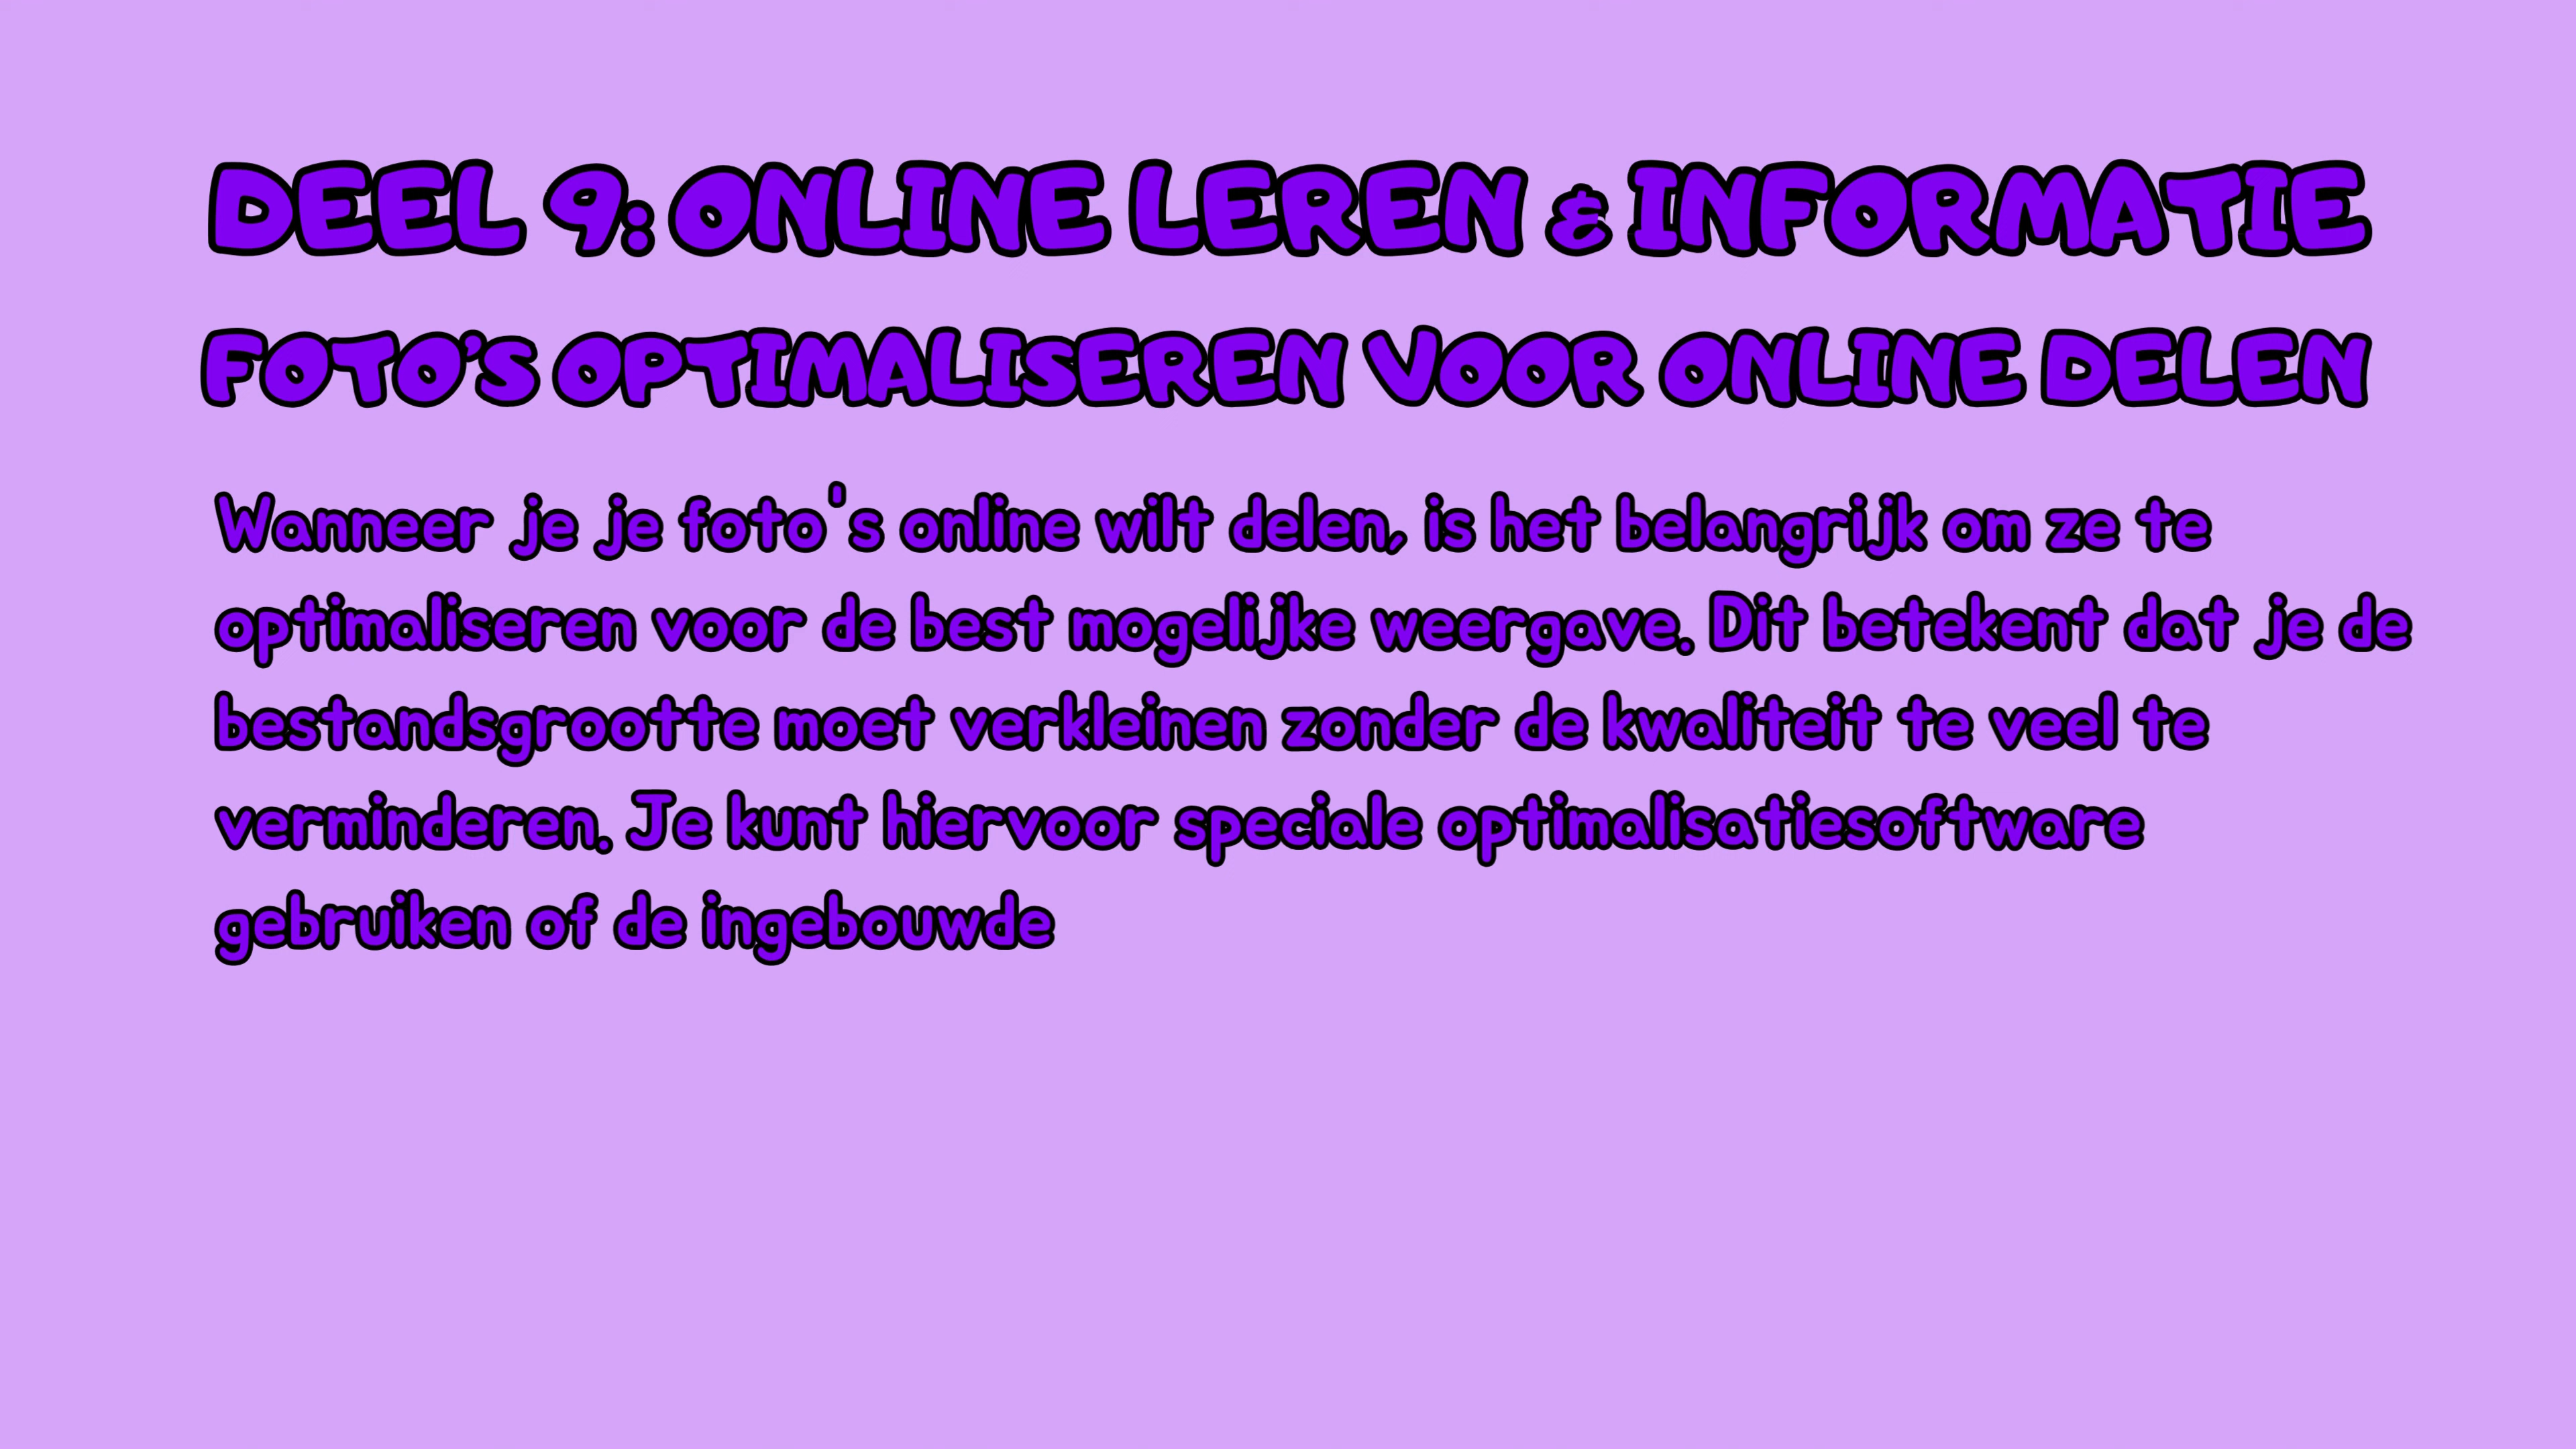 DEEL 9: ONLINE LEREN & INFORMATIE
FOTO'S OPTIMALISEREN VOOR ONLINE DELEN
Wanneer je je foto's online wilt delen, is het belangrijk om ze te
optimaliseren voor de best mogelijke weergave. Dit betekent dat je de
bestandsgrootte moet verkleinen zonder de kwaliteit te veel te
verminderen. Je kunt hiervoor speciale optimalisatiesoftware
gebruiken of de ingebouwde